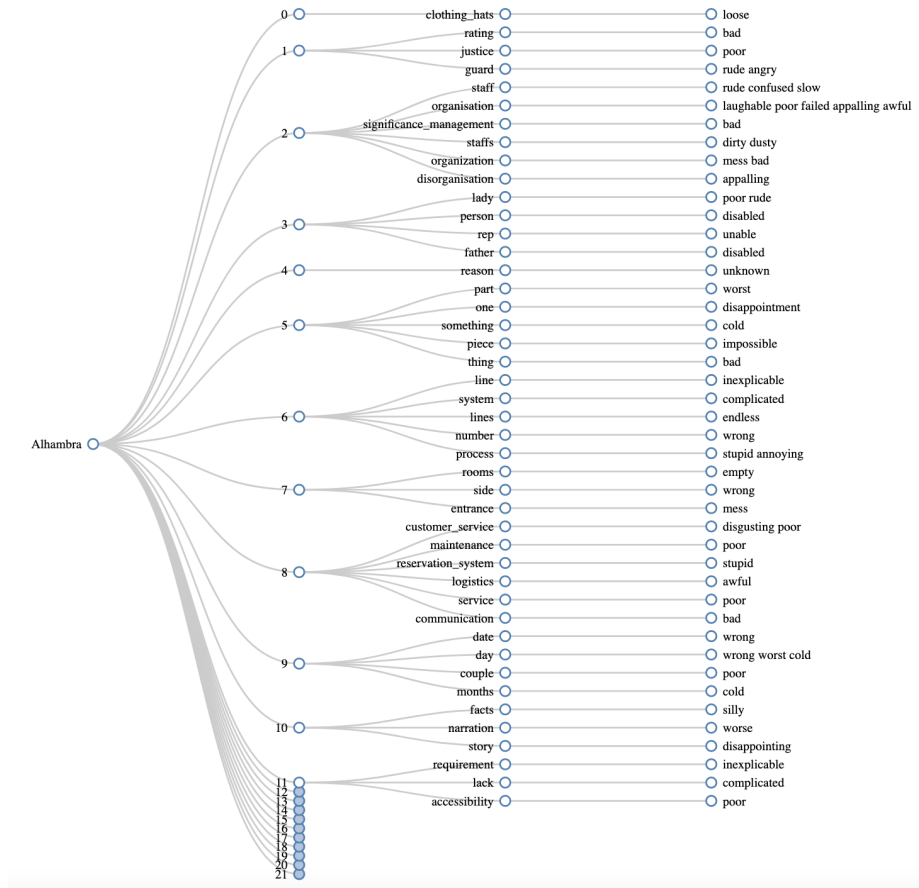 0 clothing_hats loose
rating bad
1 justice poor
guard rude angry
staff rude confused slow
organisation laughable poor failed appalling awful
significance_management bad
2
staffs dirty dusty
organization mess bad
disorganisation appalling
lady poor rude
person disabled
3
rep unable
father disabled
4 reason unknown
part worst
one disappointment
5 something cold
piece impossible
thing bad
line inexplicable
system complicated
6 lines endless
number wrong
Alhambra
process stupid annoying
rooms empty
7 side wrong
entrance mess
customer_service disgusting poor
maintenance poor
reservation_system stupid
8
logistics awful
service poor
communication bad
date wrong
day wrong worst cold
9
couple poor
months cold
facts silly
10 narration worse
story disappointing
requirement inexplicable
11 lack complicated
12
13
accessibility poor
14
15
16
17
18
19
20
21